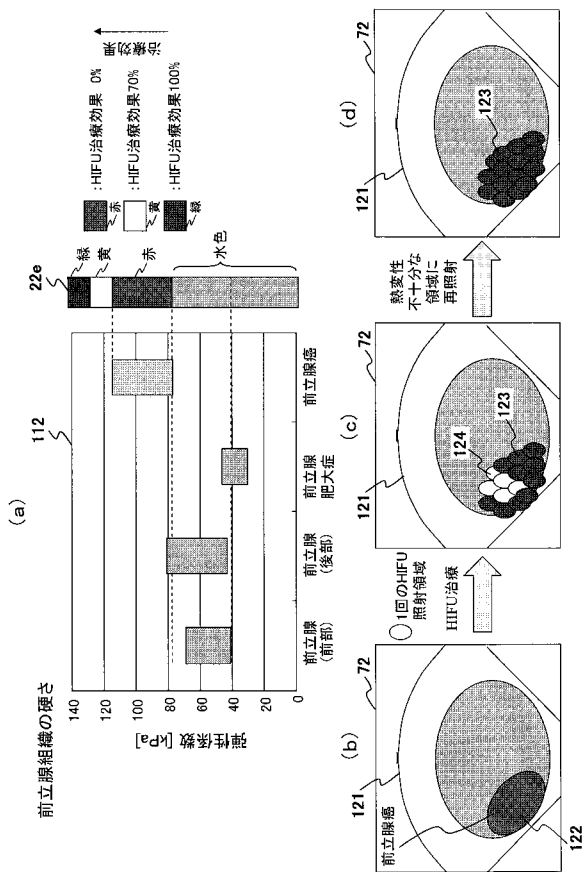 (a)
前立腺組織の硬さ
112
22e
弾性係数 [kPa]
140
120
100
80
60
40
20
0
前立腺
(前部)
前立腺
(後部)
前立腺
肥大症
前立腺癌
緑
黄
赤
水色
赤
:HIFU治療効果 0%
黄
:HIFU治療効果70%
緑
:HIFU治療効果100%
治療効果
(b)
121
72
前立腺癌
122
1回のHIFU
照射領域
HIFU治療
(c)
121
72
124
123
熱変性
不十分な
領域に
再照射
(d)
121
72
123